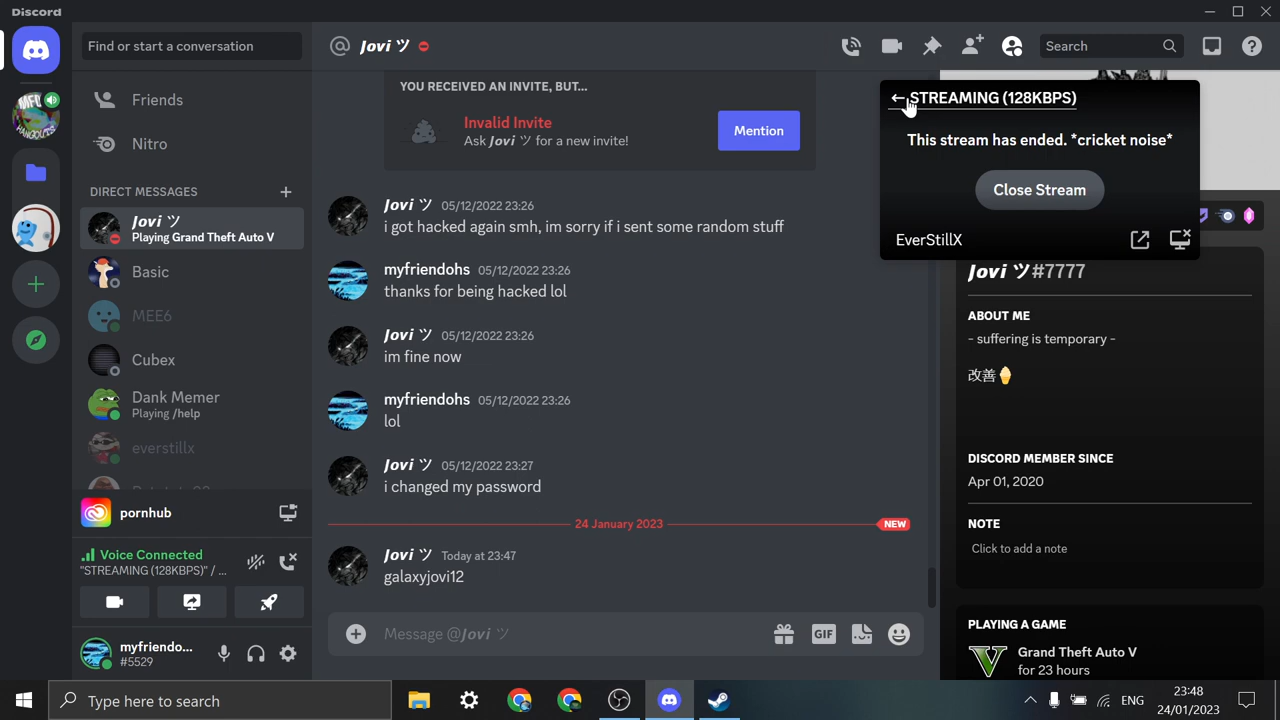 Discord
Find or start a conversation
Friends
Nitro
DIRECT MESSAGES
Jovi ツ
Playing Grand Theft Auto V
Basic
MEE6
Cubex
Dank Memer
Playing /help
everstillx
pornhub
Voice Connected
"STREAMING (128KBPS)" / ...
myfriendo...
#5529
Jovi ツ
Search
YOU RECEIVED AN INVITE, BUT...
Invalid Invite
Ask Jovi ツ for a new invite!
Mention
Jovi ツ 05/12/2022 23:26
i got hacked again smh, im sorry if i sent some random stuff
myfriendohs 05/12/2022 23:26
thanks for being hacked lol
Jovi ツ 05/12/2022 23:26
im fine now
myfriendohs 05/12/2022 23:26
lol
Jovi ツ 05/12/2022 23:27
i changed my password
24 January 2023 NEW
Jovi ツ Today at 23:47
galaxyjovi12
Message @Jovi ツ
GIF
STREAMING (128KBPS)
This stream has ended. *cricket noise*
Close Stream
EverStillX
Jovi ツ#7777
ABOUT ME
- suffering is temporary -
改善🍦
DISCORD MEMBER SINCE
Apr 01, 2020
NOTE
Click to add a note
PLAYING A GAME
Grand Theft Auto V
for 23 hours
Type here to search
ENG
23:48
24/01/2023